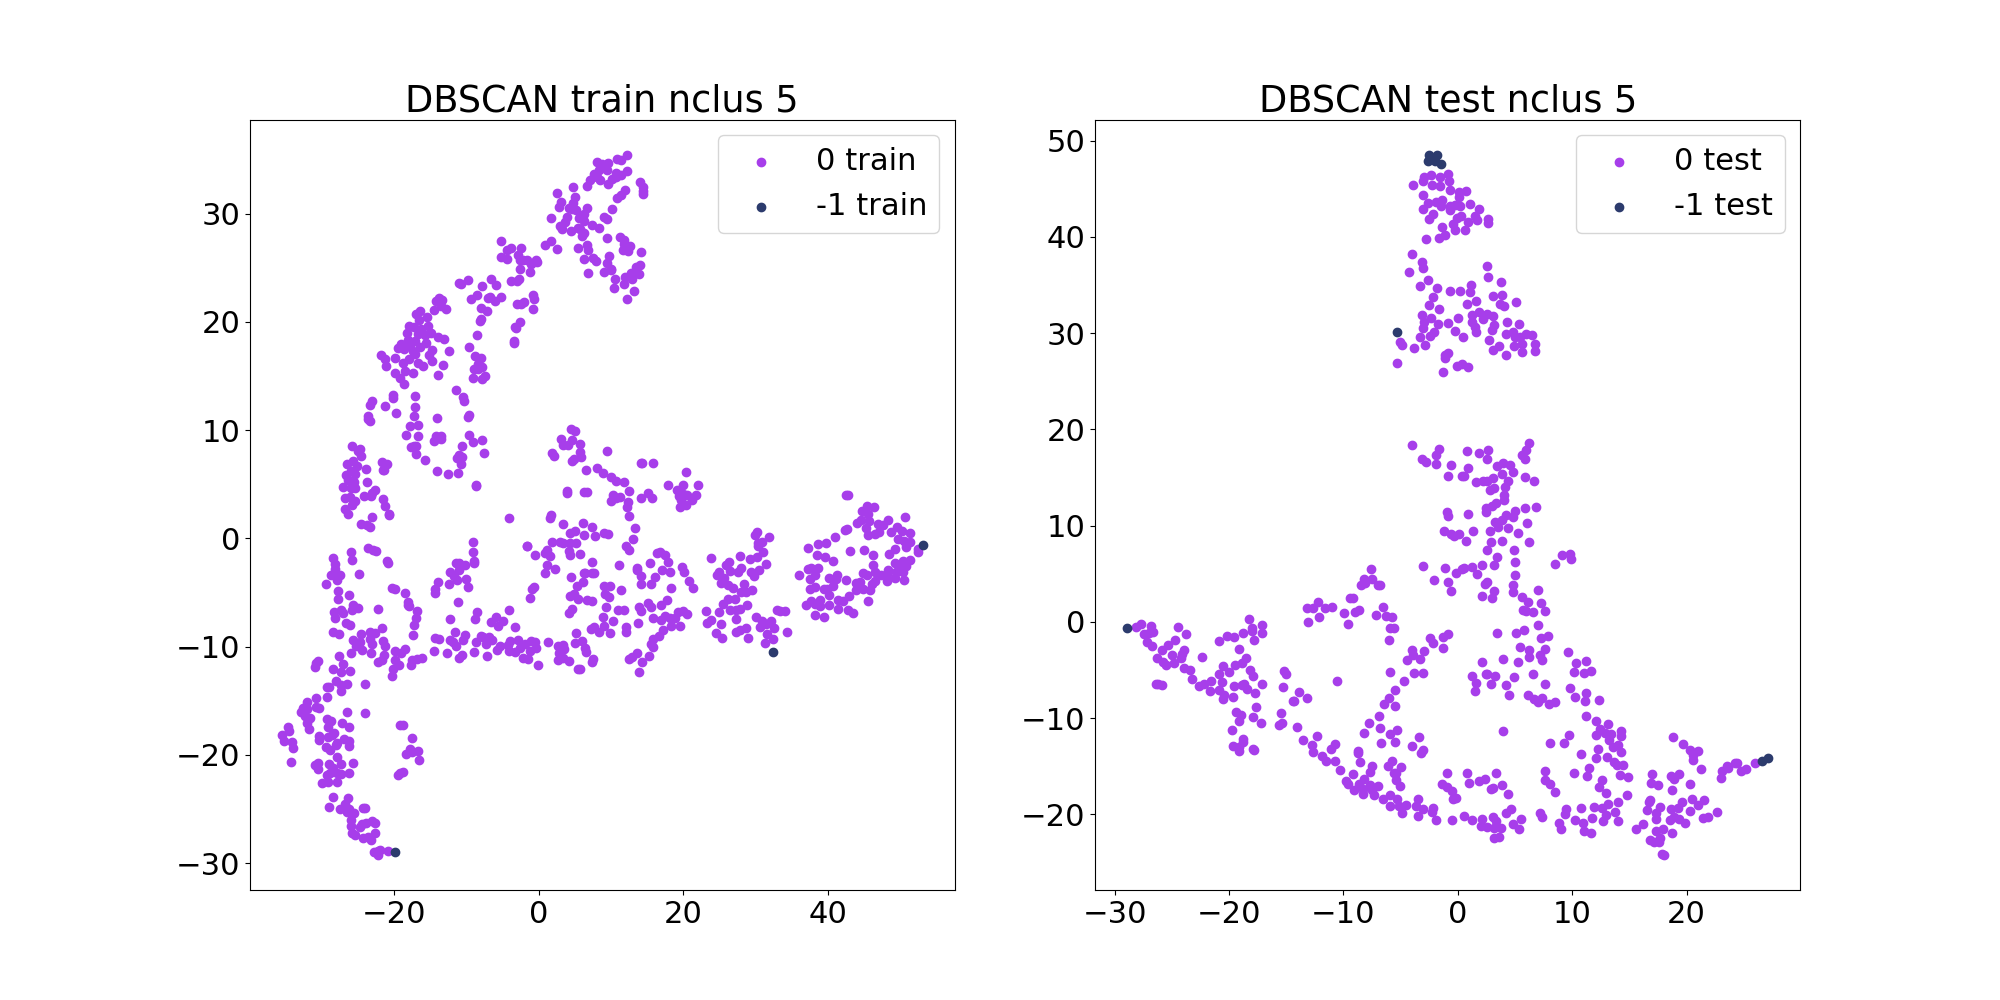 DBSCAN train nclus 5
0 train
-1 train
30
20
10
0
−10
−20
−30
−20 0 20 40
DBSCAN test nclus 5
0 test
-1 test
50
40
30
20
10
0
−10
−20
−30 −20 −10 0 10 20